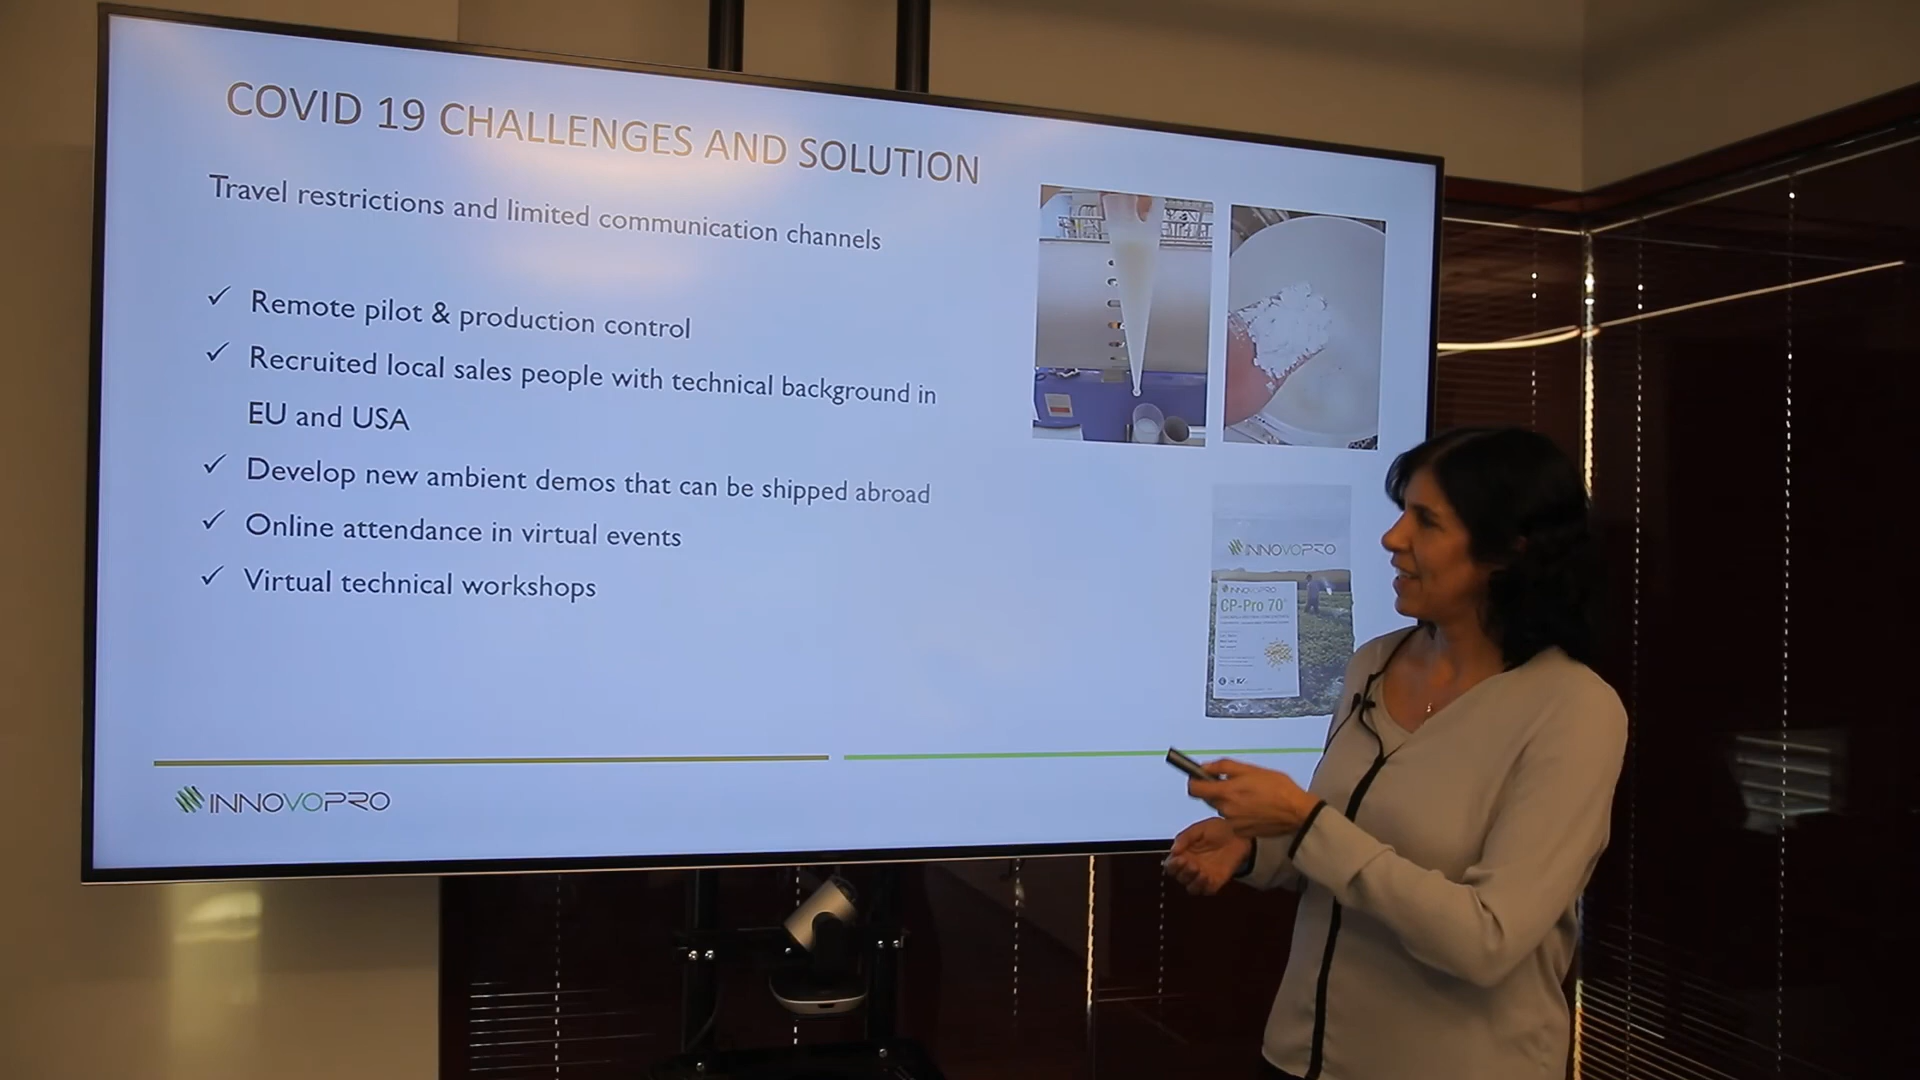 COVID 19 CHALLENGES AND SOLUTION
Travel restrictions and limited communication channels
✓ Remote pilot & production control
✓ Recruited local sales people with technical background in
EU and USA
✓ Develop new ambient demos that can be shipped abroad
✓ Online attendance in virtual events
✓ Virtual technical workshops
INNOVOPRO
INNOVOPRO
CP-Pro 70
INNOVOPRO